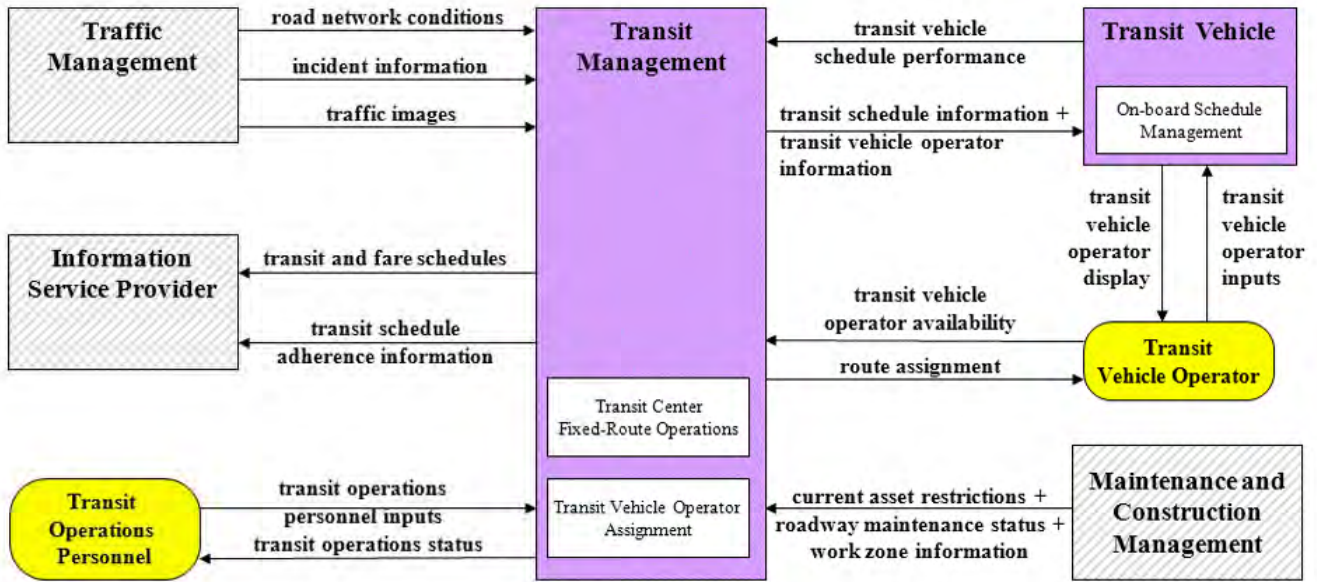 Traffic
Management
road network conditions
incident information
traffic images
Transit
Management
transit vehicle
schedule performance
transit schedule information +
transit vehicle operator
information
Transit Vehicle
On-board Schedule
Management
transit
vehicle
operator
display
transit
vehicle
operator
inputs
Information
Service Provider
transit and fare schedules
transit schedule
adherence information
transit vehicle
operator availability
route assignment
Transit
Vehicle Operator
Transit Center
Fixed-Route Operations
Transit
Operations
Personnel
transit operations
personnel inputs
transit operations status
Transit Vehicle Operator
Assignment
current asset restrictions +
roadway maintenance status +
work zone information
Maintenance and
Construction
Management